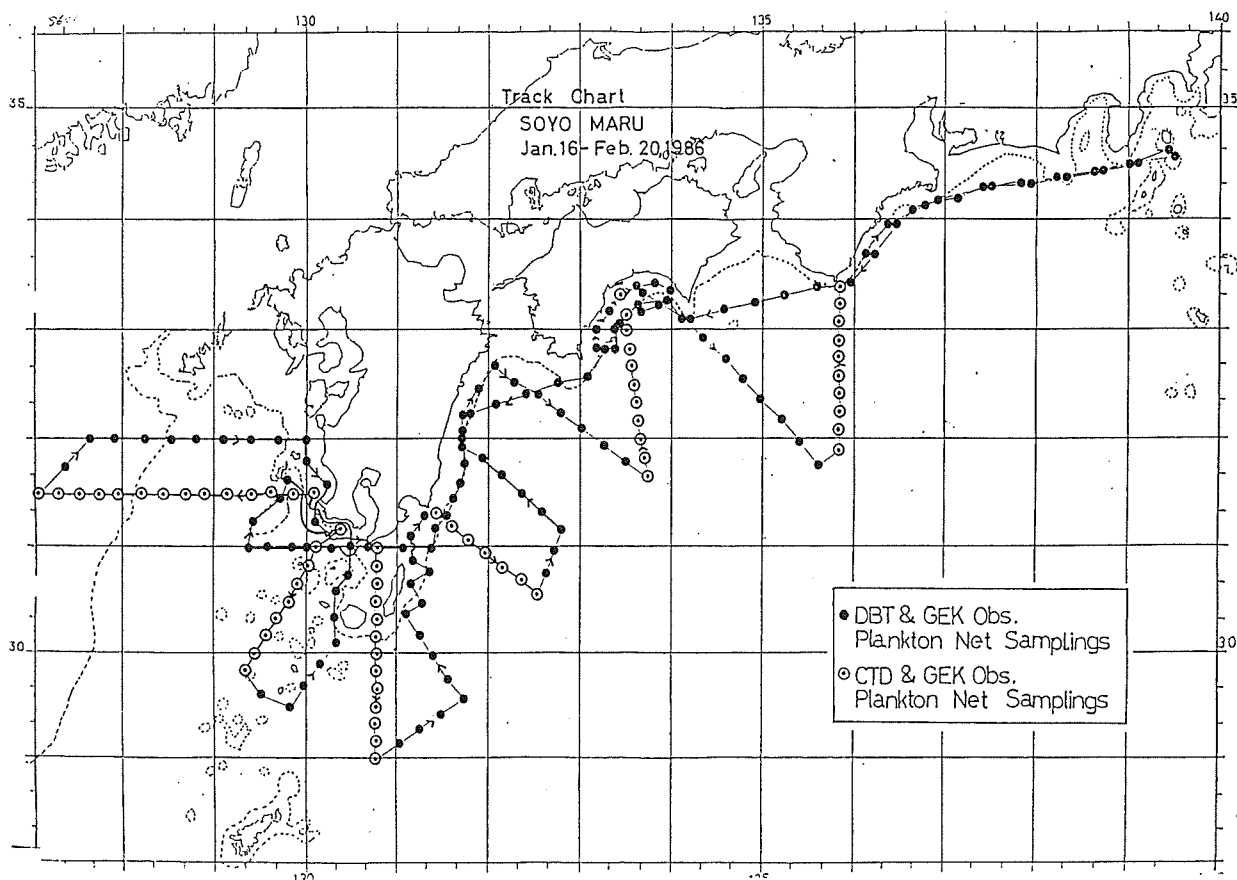 130
135
140
35
35
Track Chart
SOYO MARU
Jan.16-Feb. 20,1986
30
30
DBT & GEK Obs.
Plankton Net Samplings
CTD & GEK Obs.
Plankton Net Samplings